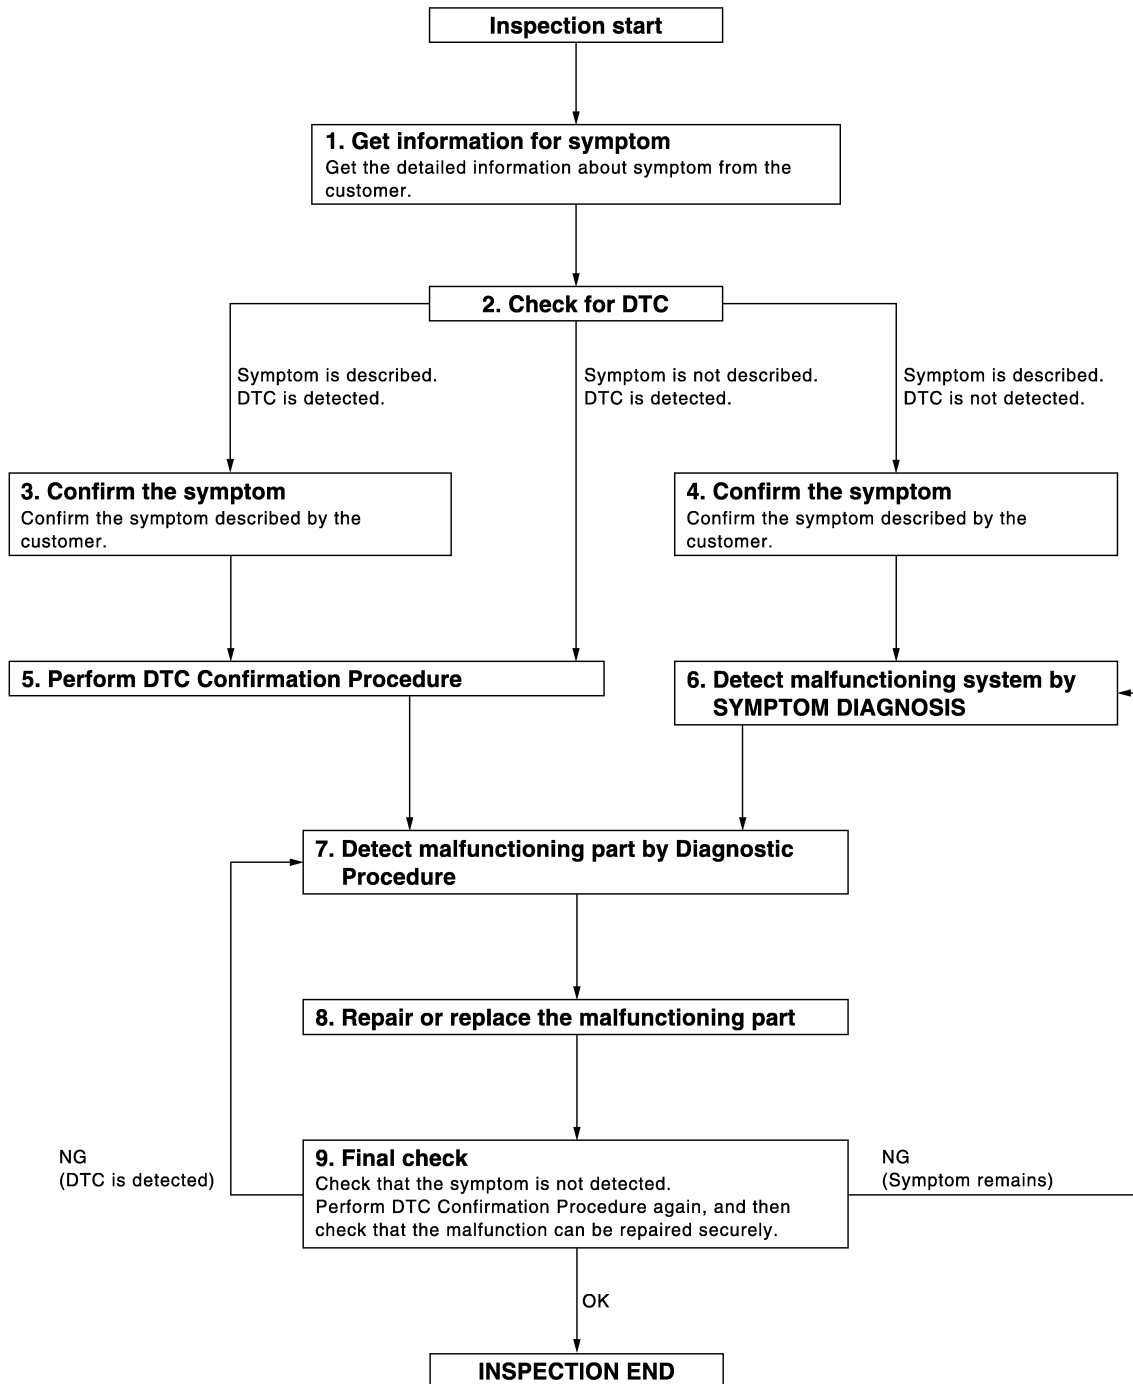 Inspection start
1. Get information for symptom
Get the detailed information about symptom from the
customer.
2. Check for DTC
Symptom is described.
DTC is detected.
Symptom is not described.
DTC is detected.
Symptom is described.
DTC is not detected.
3. Confirm the symptom
Confirm the symptom described by the
customer.
4. Confirm the symptom
Confirm the symptom described by the
customer.
5. Perform DTC Confirmation Procedure
6. Detect malfunctioning system by
SYMPTOM DIAGNOSIS
7. Detect malfunctioning part by Diagnostic
Procedure
8. Repair or replace the malfunctioning part
NG
(DTC is detected)
9. Final check
Check that the symptom is not detected.
Perform DTC Confirmation Procedure again, and then
check that the malfunction can be repaired securely.
NG
(Symptom remains)
OK
INSPECTION END